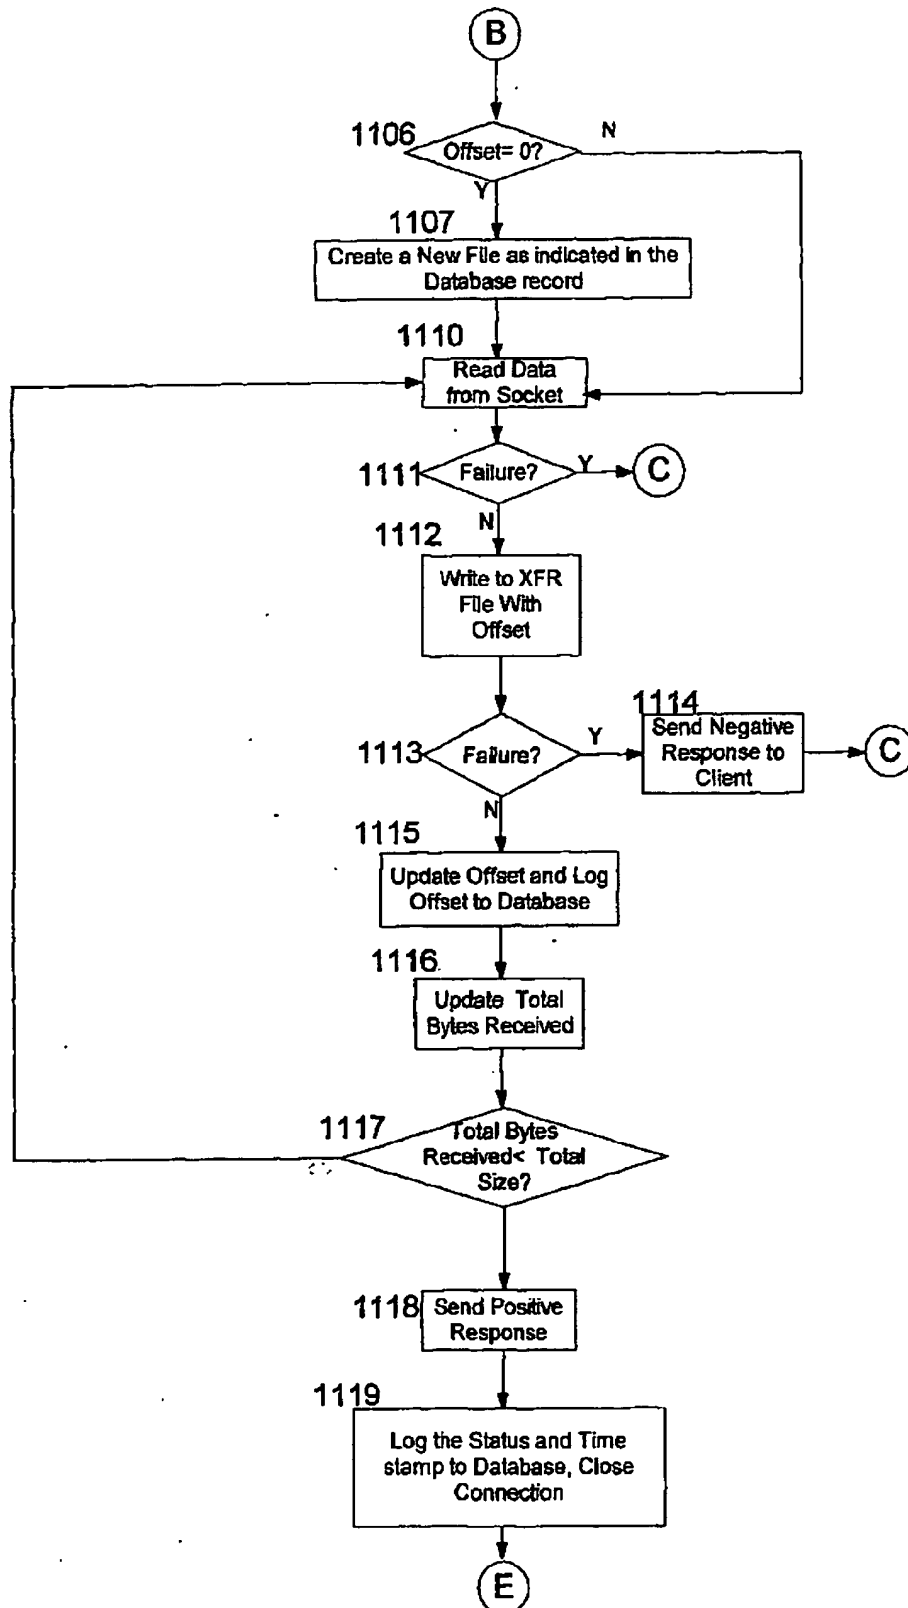 B
1106
Offset= 0?
N
Y
1107
Create a New File as indicated in the
Database record
1110
Read Data
from Socket
1111
Failure?
Y
C
N
1112
Write to XFR
File With
Offset
1113
Failure?
Y
1114
Send Negative
Response to
Client
C
N
1115
Update Offset and Log
Offset to Database
1116
Update Total
Bytes Received
1117
Total Bytes
Received< Total
Size?
1118
Send Positive
Response
1119
Log the Status and Time
stamp to Database, Close
Connection
E